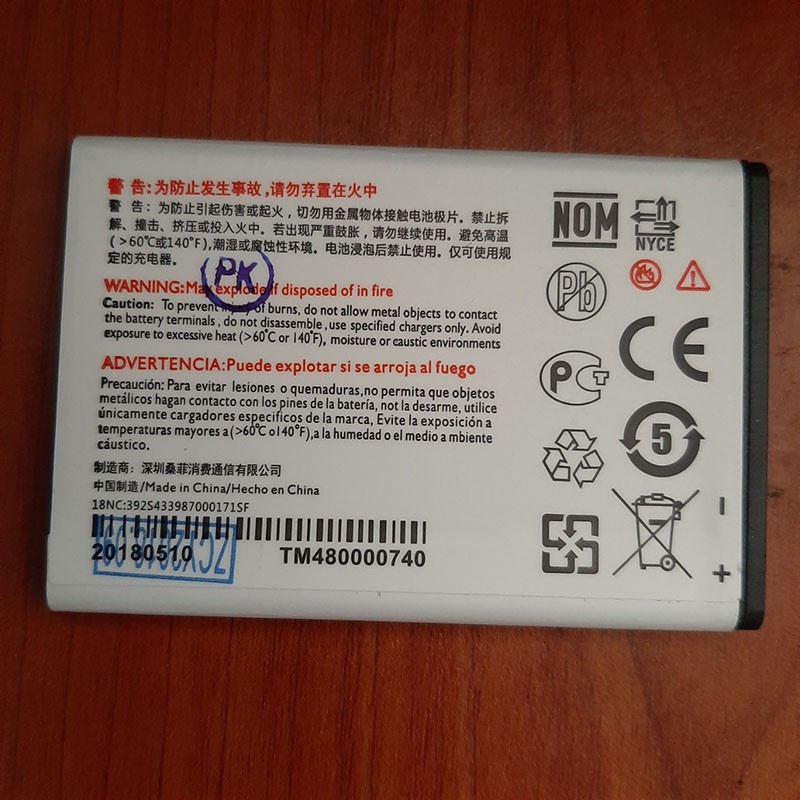 警 告:为防止发生事故,请勿弃置在火中
警 告：为防止引起伤害或起火，切勿用金属物体接触电池极片。禁止拆
解、撞击、挤压或投入火中。若出现严重鼓胀，请勿继续使用。避免高温
(>60℃或140°F),潮湿或腐蚀性环境。电池浸泡后禁止使用。仅可使用规
定的充电器。
PK
WARNING:May explode if disposed of in fire
Caution: To prevent injury of burns, do not allow metal objects to contact
the battery terminals , do not disassemble ,use specified chargers only. Avoid
exposure to excessive heat (>60℃ or 140°F), moisture or caustic environments
ADVERTENCIA:Puede explotar si se arroja al fuego
Precaución: Para evitar lesiones o quemaduras,no permita que objetos
metálicos hagan contacto con los pines de la batería, not la desarme, utilice
únicamente cargadores especificos de la marca, Evite la exposición a
temperatures mayores a (>60℃ o140°F),a la humedad o el medio a mbiente
cáustico.
制造商：深圳桑菲消费通信有限公司
中国制造/Made in China/Hecho en China
18NC:392S433987000171SF
20180510 TM480000740
NOM
NYCE
Pb
PCT
CE
5
-
+